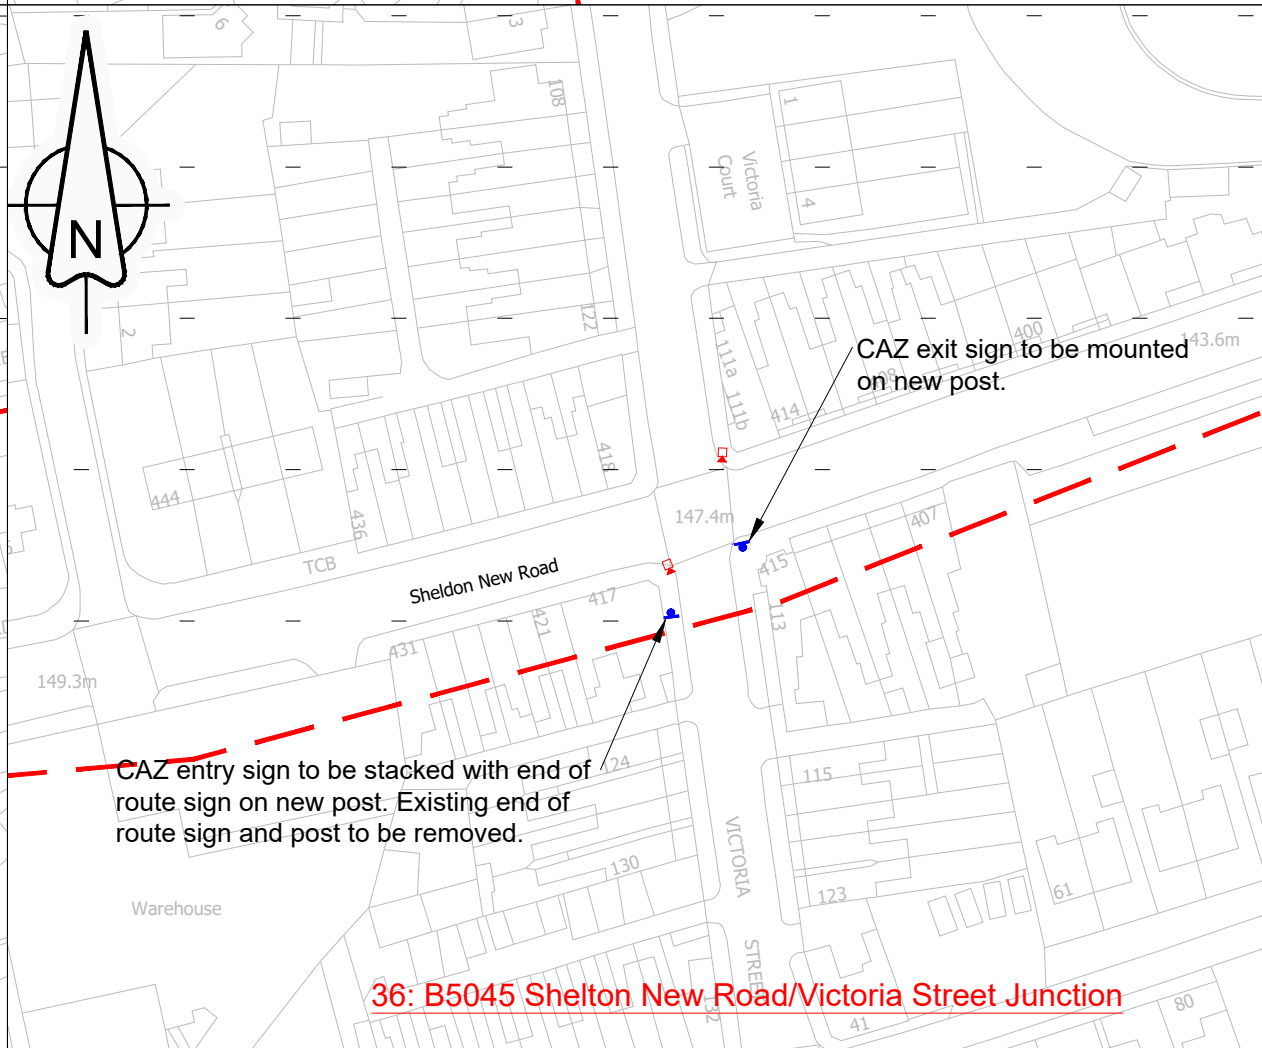 6
3
108
1
Victoria
Court
4
N
2
122
111a 111b
400
143.6m
CAZ exit sign to be mounted
on new post.
414
418
444
436
147.4m
407
TCB
Sheldon New Road
415
417
421
113
431
149.3m
CAZ entry sign to be stacked with end of
route sign on new post. Existing end of
route sign and post to be removed.
124
115
VICTORIA
STREE
130
123
61
Warehouse
36: B5045 Shelton New Road/Victoria Street Junction
132
41
80